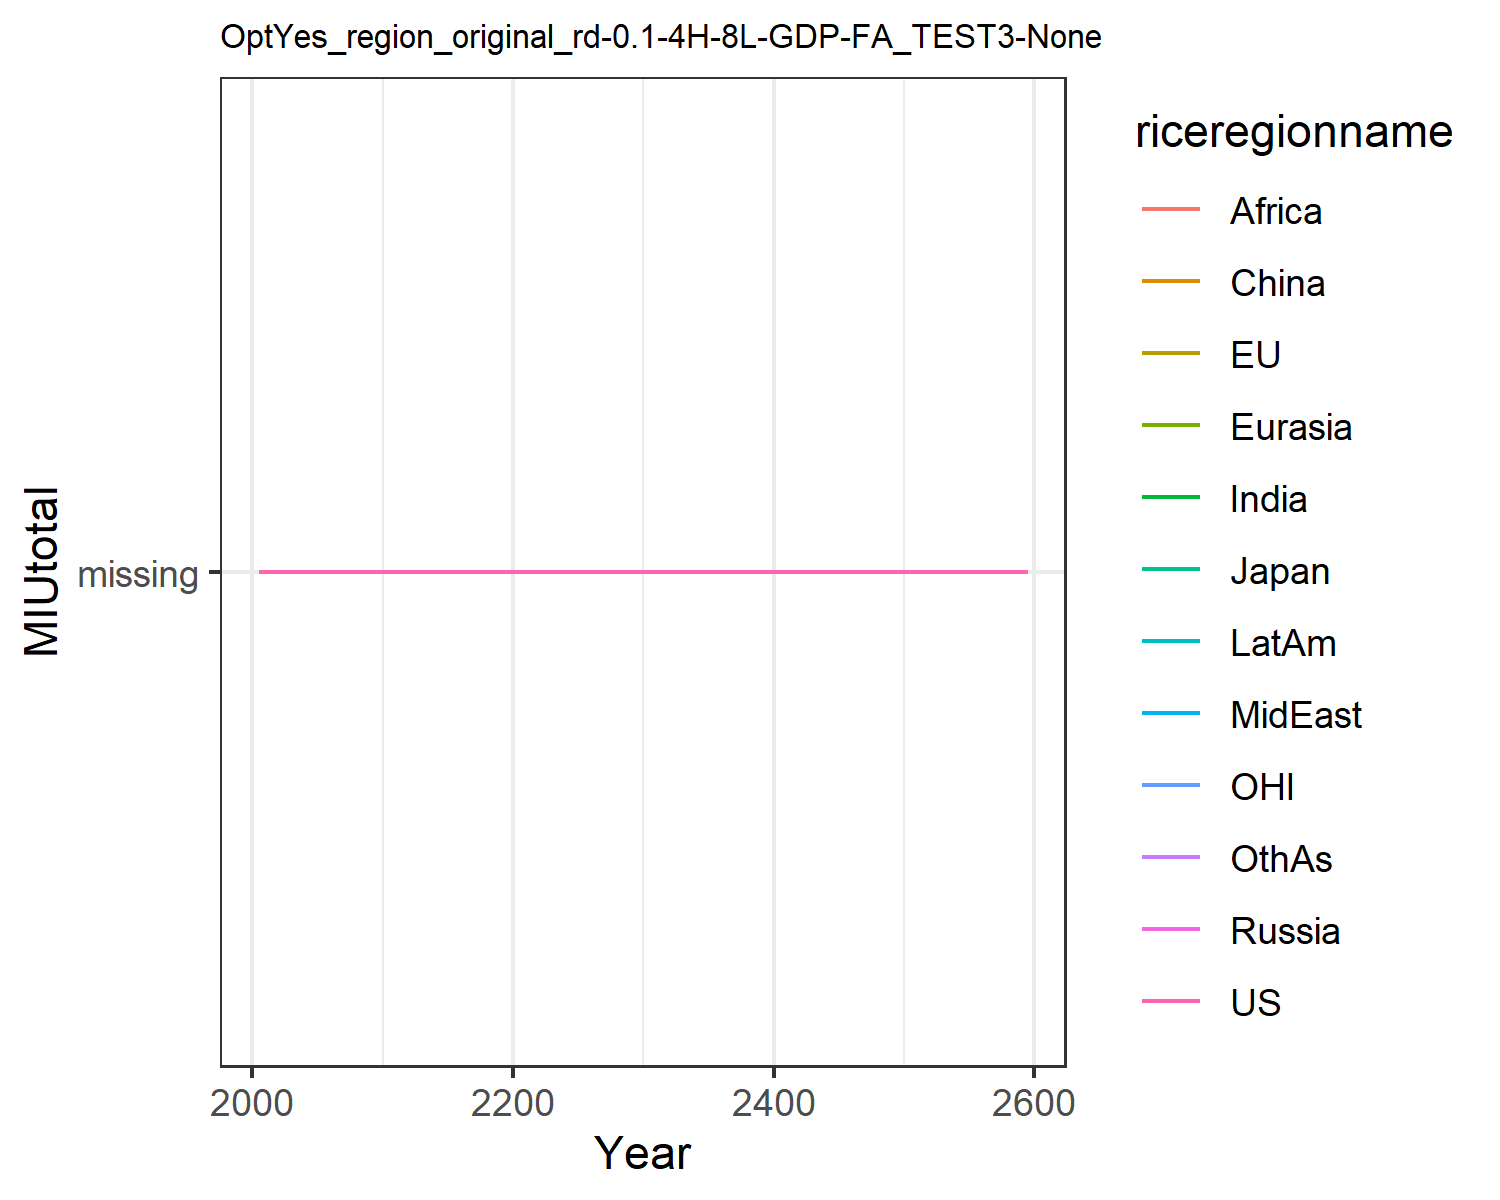 OptYes_region_original_rd-0.1-4H-8L-GDP-FA_TEST3-None
MIUtotal
missing
2000 2200 2400 2600
Year
riceregionname
Africa
China
EU
Eurasia
India
Japan
LatAm
MidEast
OHI
OthAs
Russia
US